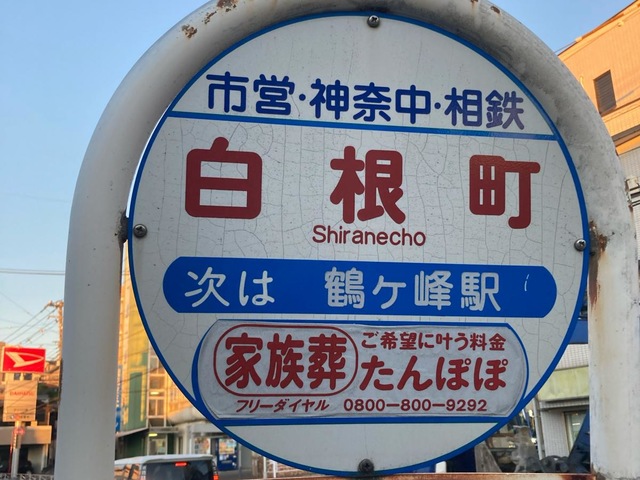 市営・神奈中・相鉄
白根町
Shiranecho
次は 鶴ヶ峰駅
家族葬
ご希望に叶う料金
たんぽぽ
フリーダイヤル 0800-800-9292